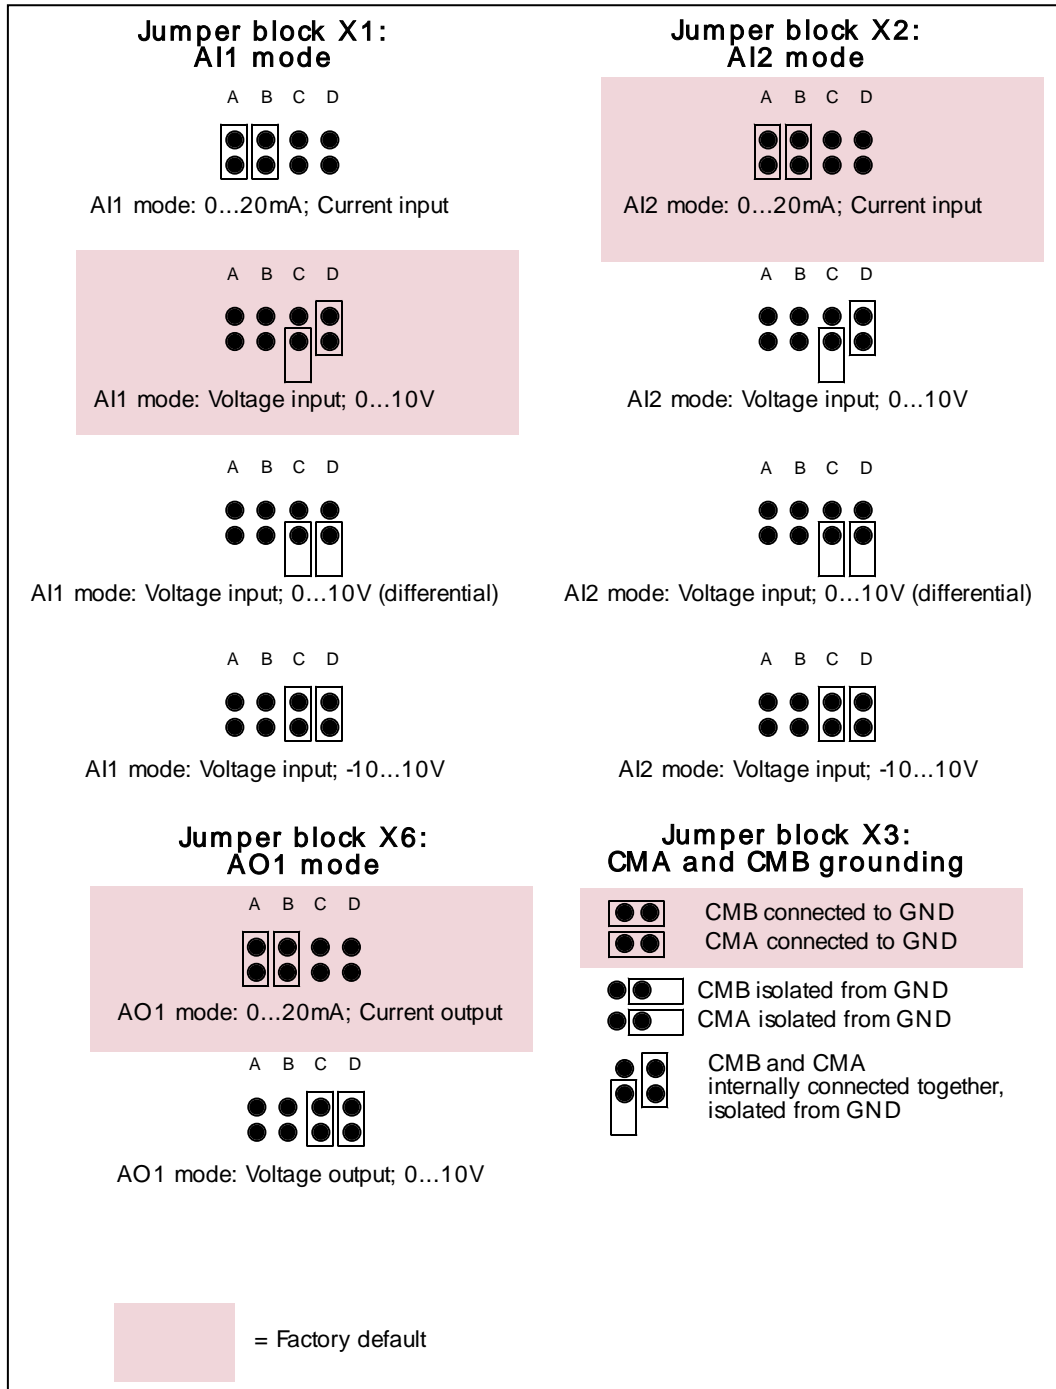 Jumper block X1:
AI1 mode
A B C D
AI1 mode: 0...20mA; Current input
A B C D
AI1 mode: Voltage input; 0...10V
A B C D
AI1 mode: Voltage input; 0...10V (differential)
A B C D
AI1 mode: Voltage input; -10...10V
Jumper block X2:
AI2 mode
A B C D
AI2 mode: 0...20mA; Current input
A B C D
AI2 mode: Voltage input; 0...10V
A B C D
AI2 mode: Voltage input; 0...10V (differential)
A B C D
AI2 mode: Voltage input; -10...10V
Jumper block X6:
AO1 mode
A B C D
AO1 mode: 0...20mA; Current output
A B C D
AO1 mode: Voltage output; 0...10V
Jumper block X3:
CMA and CMB grounding
CMB connected to GND
CMA connected to GND
CMB isolated from GND
CMA isolated from GND
CMB and CMA
internally connected together,
isolated from GND
= Factory default